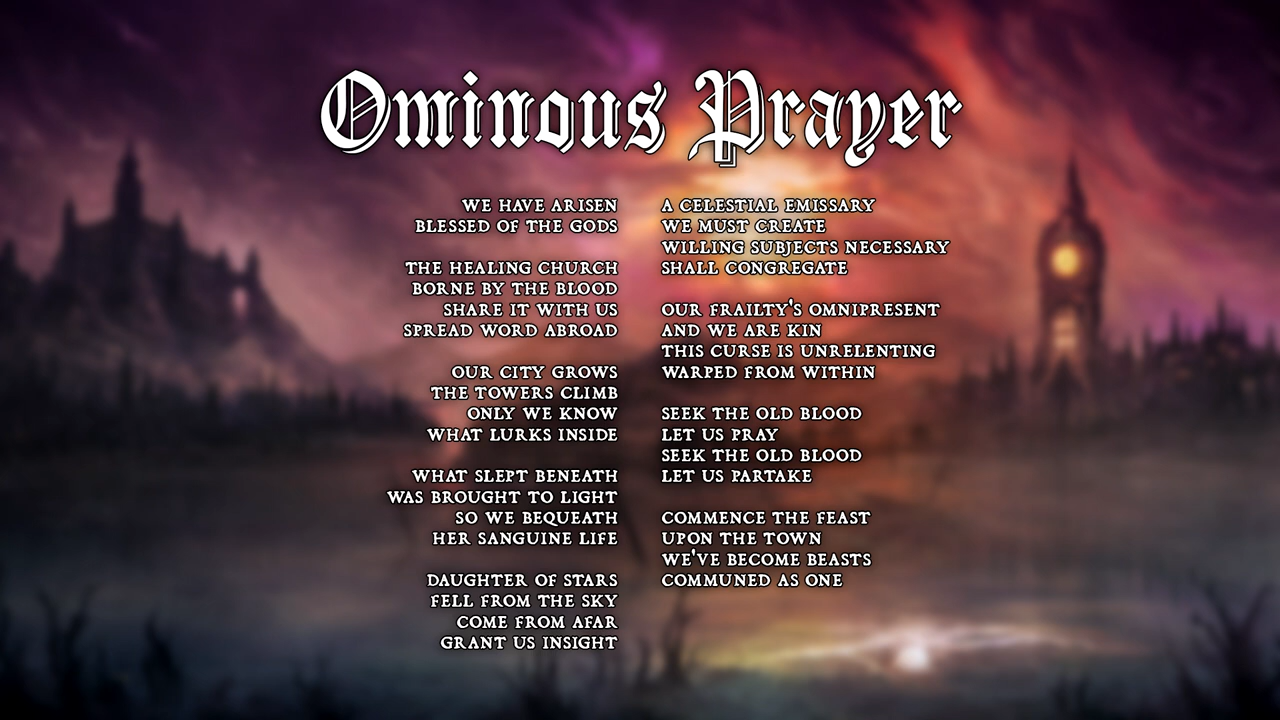 Ominous Prayer
WE HAVE ARISEN
BLESSED OF THE GODS
THE HEALING CHURCH
BORNE BY THE BLOOD
SHARE IT WITH US
SPREAD WORD ABROAD
OUR CITY GROWS
THE TOWERS CLIMB
ONLY WE KNOW
WHAT LURKS INSIDE
WHAT SLEPT BENEATH
WAS BROUGHT TO LIGHT
SO WE BEQUEATH
HER SANGUINE LIFE
DAUGHTER OF STARS
FELL FROM THE SKY
COME FROM AFAR
GRANT US INSIGHT
A CELESTIAL EMISSARY
WE MUST CREATE
WILLING SUBJECTS NECESSARY
SHALL CONGREGATE
OUR FRAILTY'S OMNIPRESENT
AND WE ARE KIN
THIS CURSE IS UNRELENTING
WARPED FROM WITHIN
SEEK THE OLD BLOOD
LET US PRAY
SEEK THE OLD BLOOD
LET US PARTAKE
COMMENCE THE FEAST
UPON THE TOWN
WE'VE BECOME BEASTS
COMMUNED AS ONE